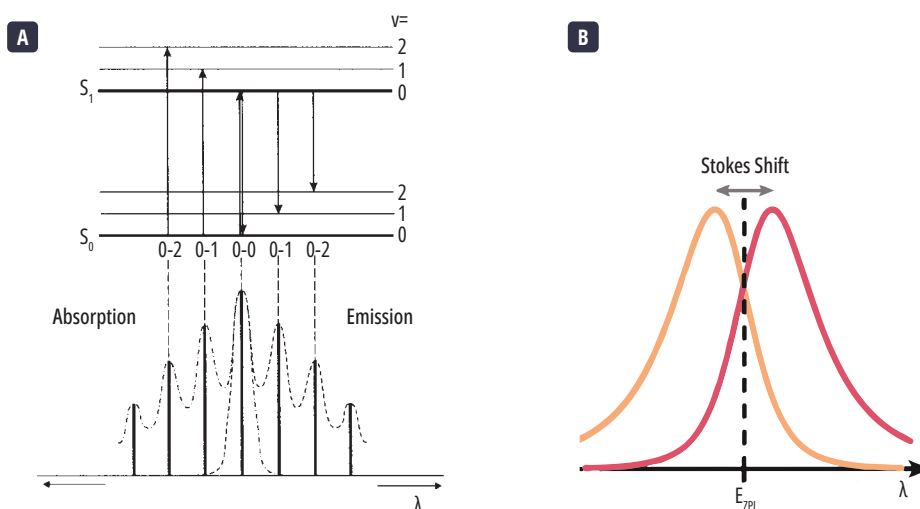 A
v=
2
1
S₁ 0
2
1
S₀ 0
0-2 0-1 0-0 0-1 0-2
Absorption Emission
λ
B
Stokes Shift
E₇PL λ